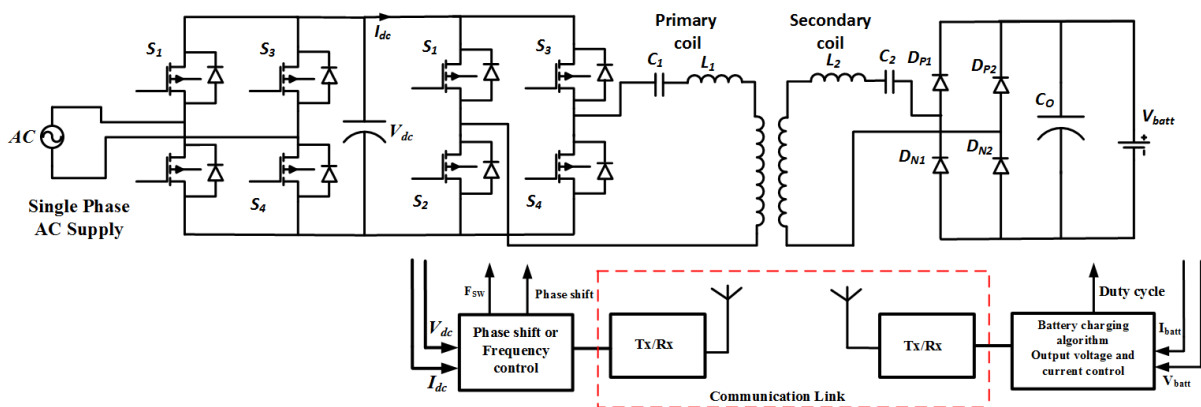 Primary
coil
Secondary
coil
S1
S3
Idc
S1
S3
C1
L1
L2
C2
DP1
DP2
AC
Vdc
CO
Vbatt
+
-
DN1
DN2
S4
S2
S4
Single Phase
AC Supply
FSW
Phase shift
Duty cycle
Vdc
Idc
Phase shift or
Frequency
control
Tx/Rx
Tx/Rx
Battery charging
algorithm
Output voltage and
current control
Ibatt
Vbatt
Communication Link